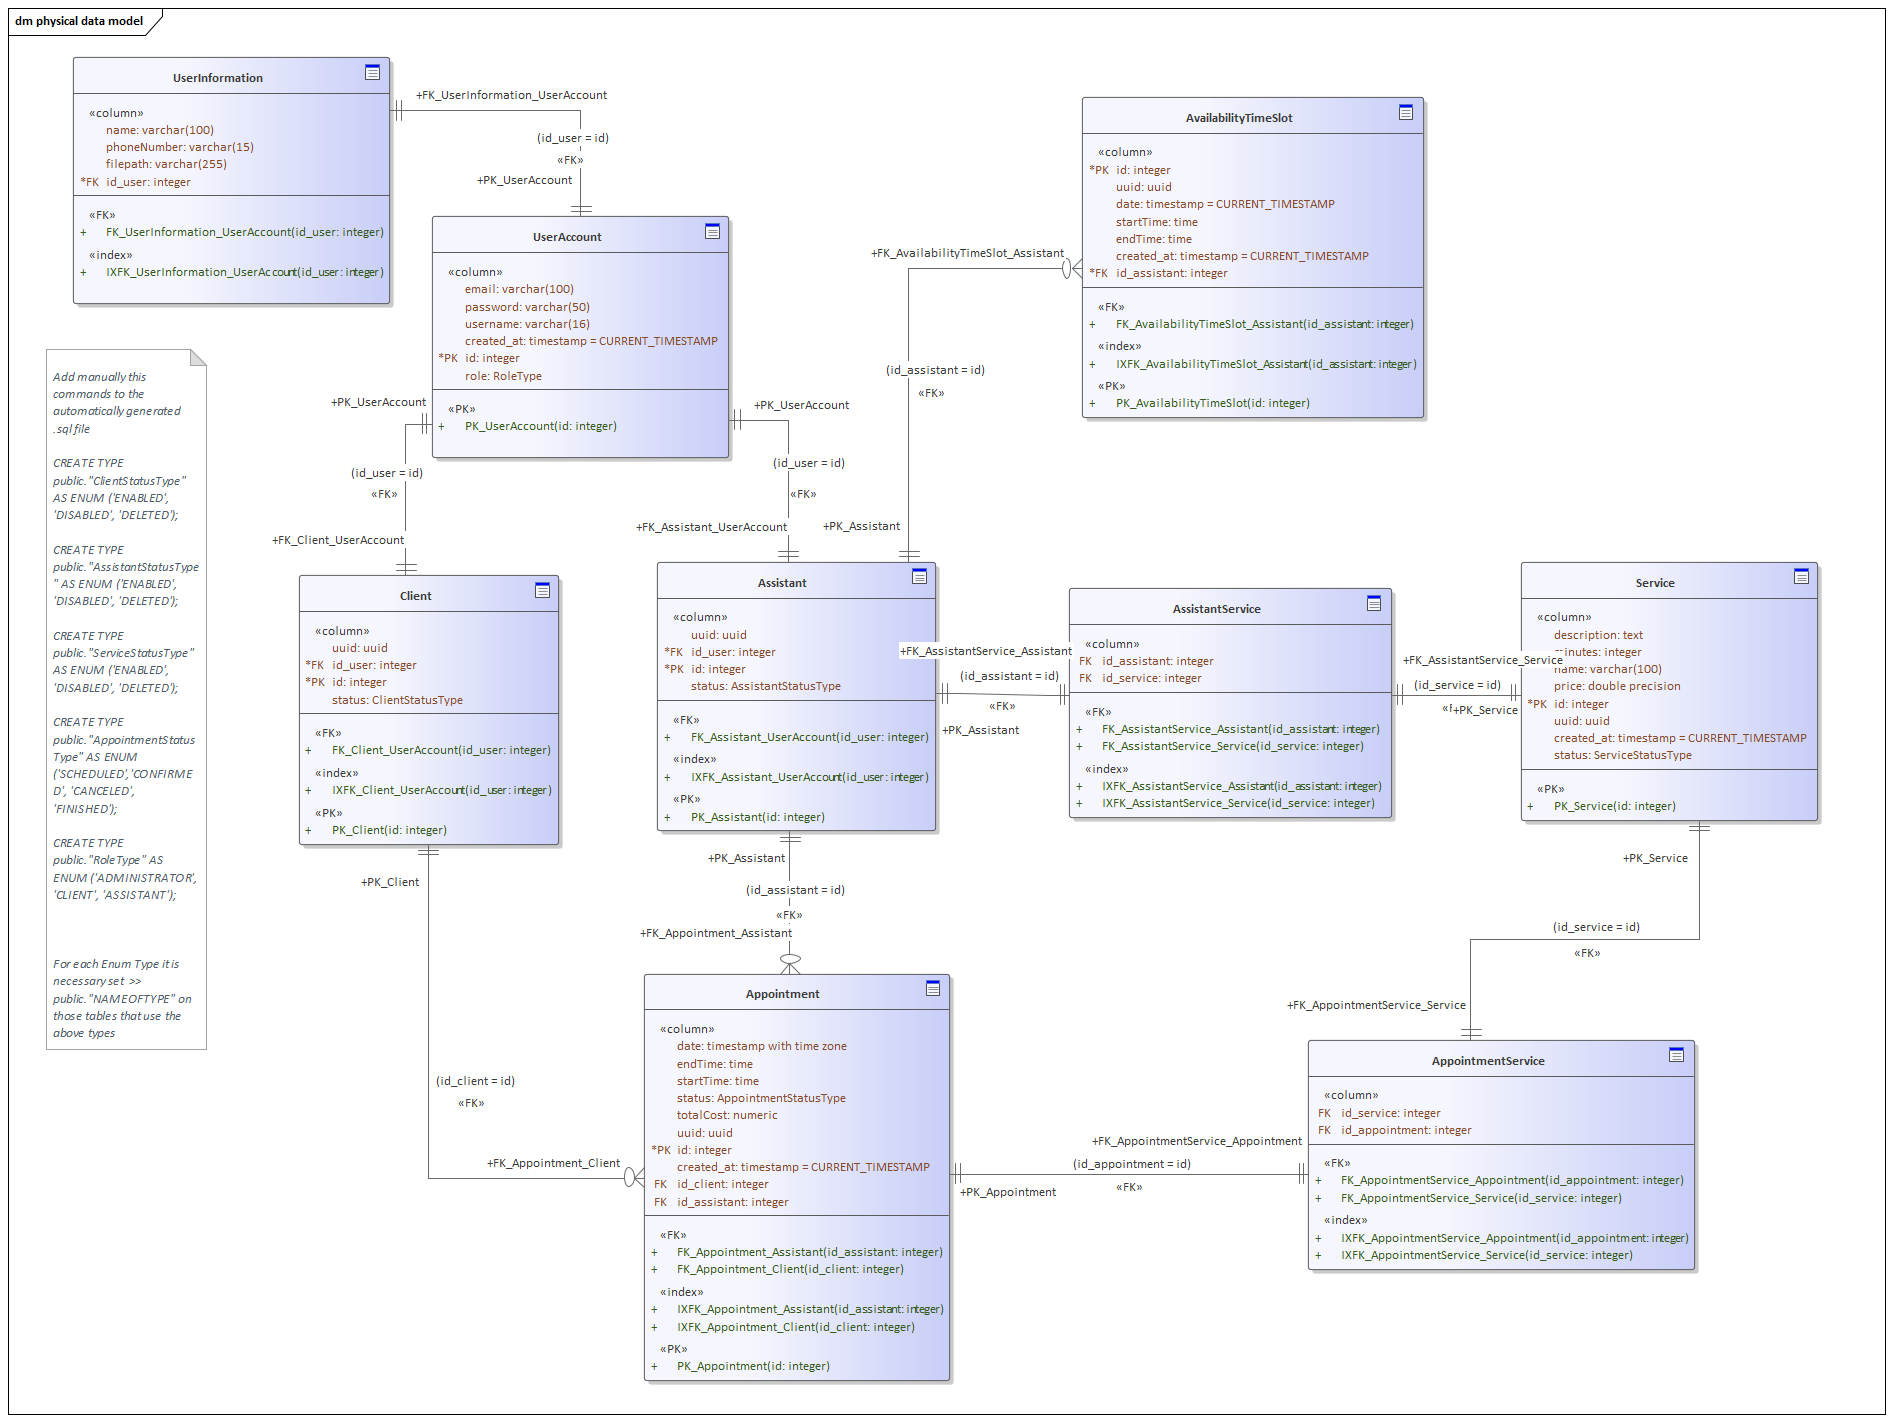 dm physical data model
UserInformation
«column»
name: varchar(100)
phoneNumber: varchar(15)
filepath: varchar(255)
*FK id_user: integer
«FK»
+ FK_UserInformation_UserAccount(id_user: integer)
«index»
+ IXFK_UserInformation_UserAccount(id_user: integer)
+FK_UserInformation_UserAccount
(id_user = id)
«FK»
+PK_UserAccount
UserAccount
«column»
email: varchar(100)
password: varchar(50)
username: varchar(16)
created_at: timestamp = CURRENT_TIMESTAMP
*PK id: integer
role: RoleType
«PK»
+ PK_UserAccount(id: integer)
AvailabilityTimeSlot
«column»
*PK id: integer
uuid: uuid
date: timestamp = CURRENT_TIMESTAMP
startTime: time
endTime: time
created_at: timestamp = CURRENT_TIMESTAMP
*FK id_assistant: integer
«FK»
+ FK_AvailabilityTimeSlot_Assistant(id_assistant: integer)
«index»
+ IXFK_AvailabilityTimeSlot_Assistant(id_assistant: integer)
«PK»
+ PK_AvailabilityTimeSlot(id: integer)
+FK_AvailabilityTimeSlot_Assistant
(id_assistant = id)
«FK»
+PK_Assistant
Add manually this
commands to the
automatically generated
.sql file
CREATE TYPE
public."ClientStatusType"
AS ENUM ('ENABLED',
'DISABLED', 'DELETED');
CREATE TYPE
public."AssistantStatusType
" AS ENUM ('ENABLED',
'DISABLED', 'DELETED');
CREATE TYPE
public."ServiceStatusType"
AS ENUM ('ENABLED',
'DISABLED', 'DELETED');
CREATE TYPE
public."AppointmentStatus
Type" AS ENUM
('SCHEDULED','CONFIRME
D', 'CANCELED',
'FINISHED');
CREATE TYPE
public."RoleType" AS
ENUM ('ADMINISTRATOR',
'CLIENT', 'ASSISTANT');
For each Enum Type it is
necessary set >>
public."NAMEOFTYPE" on
those tables that use the
above types
+PK_UserAccount
(id_user = id)
«FK»
+FK_Client_UserAccount
+PK_UserAccount
(id_user = id)
«FK»
+FK_Assistant_UserAccount
Client
«column»
uuid: uuid
*FK id_user: integer
*PK id: integer
status: ClientStatusType
«FK»
+ FK_Client_UserAccount(id_user: integer)
«index»
+ IXFK_Client_UserAccount(id_user: integer)
«PK»
+ PK_Client(id: integer)
Assistant
«column»
uuid: uuid
*FK id_user: integer
*PK id: integer
status: AssistantStatusType
«FK»
+ FK_Assistant_UserAccount(id_user: integer)
«index»
+ IXFK_Assistant_UserAccount(id_user: integer)
«PK»
+ PK_Assistant(id: integer)
+FK_AssistantService_Assistant
(id_assistant = id)
«FK»
+PK_Assistant
AssistantService
«column»
FK id_assistant: integer
FK id_service: integer
«FK»
+ FK_AssistantService_Assistant(id_assistant: integer)
+ FK_AssistantService_Service(id_service: integer)
«index»
+ IXFK_AssistantService_Assistant(id_assistant: integer)
+ IXFK_AssistantService_Service(id_service: integer)
+FK_AssistantService_Service
(id_service = id)
+PK_Service
Service
«column»
description: text
minutes: integer
name: varchar(100)
price: double precision
*PK id: integer
uuid: uuid
created_at: timestamp = CURRENT_TIMESTAMP
status: ServiceStatusType
«PK»
+ PK_Service(id: integer)
+PK_Client
(id_client = id)
«FK»
+FK_Appointment_Client
+PK_Assistant
(id_assistant = id)
«FK»
+FK_Appointment_Assistant
+PK_Service
(id_service = id)
«FK»
+FK_AppointmentService_Service
Appointment
«column»
date: timestamp with time zone
endTime: time
startTime: time
status: AppointmentStatusType
totalCost: numeric
uuid: uuid
*PK id: integer
created_at: timestamp = CURRENT_TIMESTAMP
FK id_client: integer
FK id_assistant: integer
«FK»
+ FK_Appointment_Assistant(id_assistant: integer)
+ FK_Appointment_Client(id_client: integer)
«index»
+ IXFK_Appointment_Assistant(id_assistant: integer)
+ IXFK_Appointment_Client(id_client: integer)
«PK»
+ PK_Appointment(id: integer)
+FK_AppointmentService_Appointment
(id_appointment = id)
«FK»
+PK_Appointment
AppointmentService
«column»
FK id_service: integer
FK id_appointment: integer
«FK»
+ FK_AppointmentService_Appointment(id_appointment: integer)
+ FK_AppointmentService_Service(id_service: integer)
«index»
+ IXFK_AppointmentService_Appointment(id_appointment: integer)
+ IXFK_AppointmentService_Service(id_service: integer)